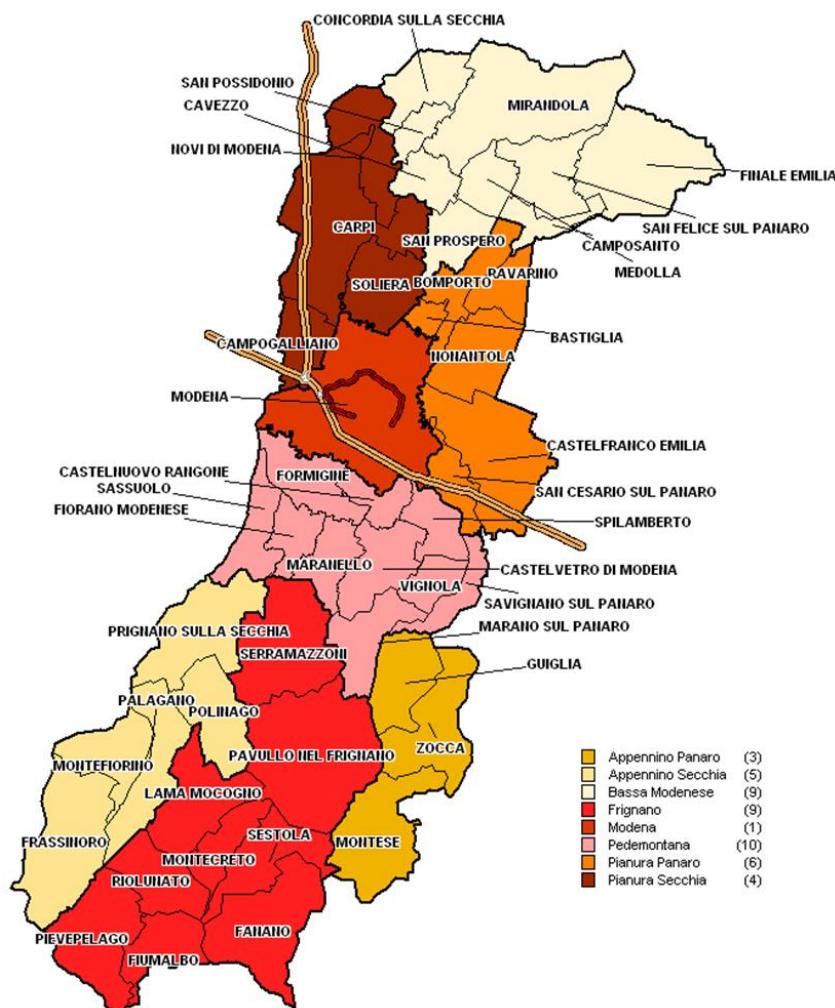 CONCORDIA SULLA SECCHIA
SAN POSSIDONIO
CAVEZZO
MIRANDOLA
NOVI DI MODENA
FINALE EMILIA
CARPI
SAN FELICE SUL PANARO
SAN PROSPERO
CAMPOSANTO
MEDOLLA
SOLIERA
BOMPORTO
RAVARINO
BASTIGLIA
CAMPOGALLIANO
NONANTOLA
MODENA
CASTELFRANCO EMILIA
CASTELNUOVO RANGONE
FORMIGINE
SASSUOLO
SAN CESARIO SUL PANARO
FIORANO MODENESE
SPILAMBERTO
MARANELLO
CASTELVETRO DI MODENA
VIGNOLA
SAVIGNANO SUL PANARO
PRIGNANO SULLA SECCHIA
MARANO SUL PANARO
SERRAMAZZONI
GUIGLIA
PALAGANO
POLINAGO
PAVULLO NEL FRIGNANO
ZOCCA
MONTEFIORINO
LAMA MOCOGNO
SESTOLA
MONTESE
FRASSINORO
MONTECRETO
RIOLUNATO
PIEVEPELAGO
FANANO
FIUMALBO
Appennino Panaro (3)
Appennino Secchia (5)
Bassa Modenese (9)
Frignano (9)
Modena (1)
Pedemontana (10)
Pianura Panaro (6)
Pianura Secchia (4)